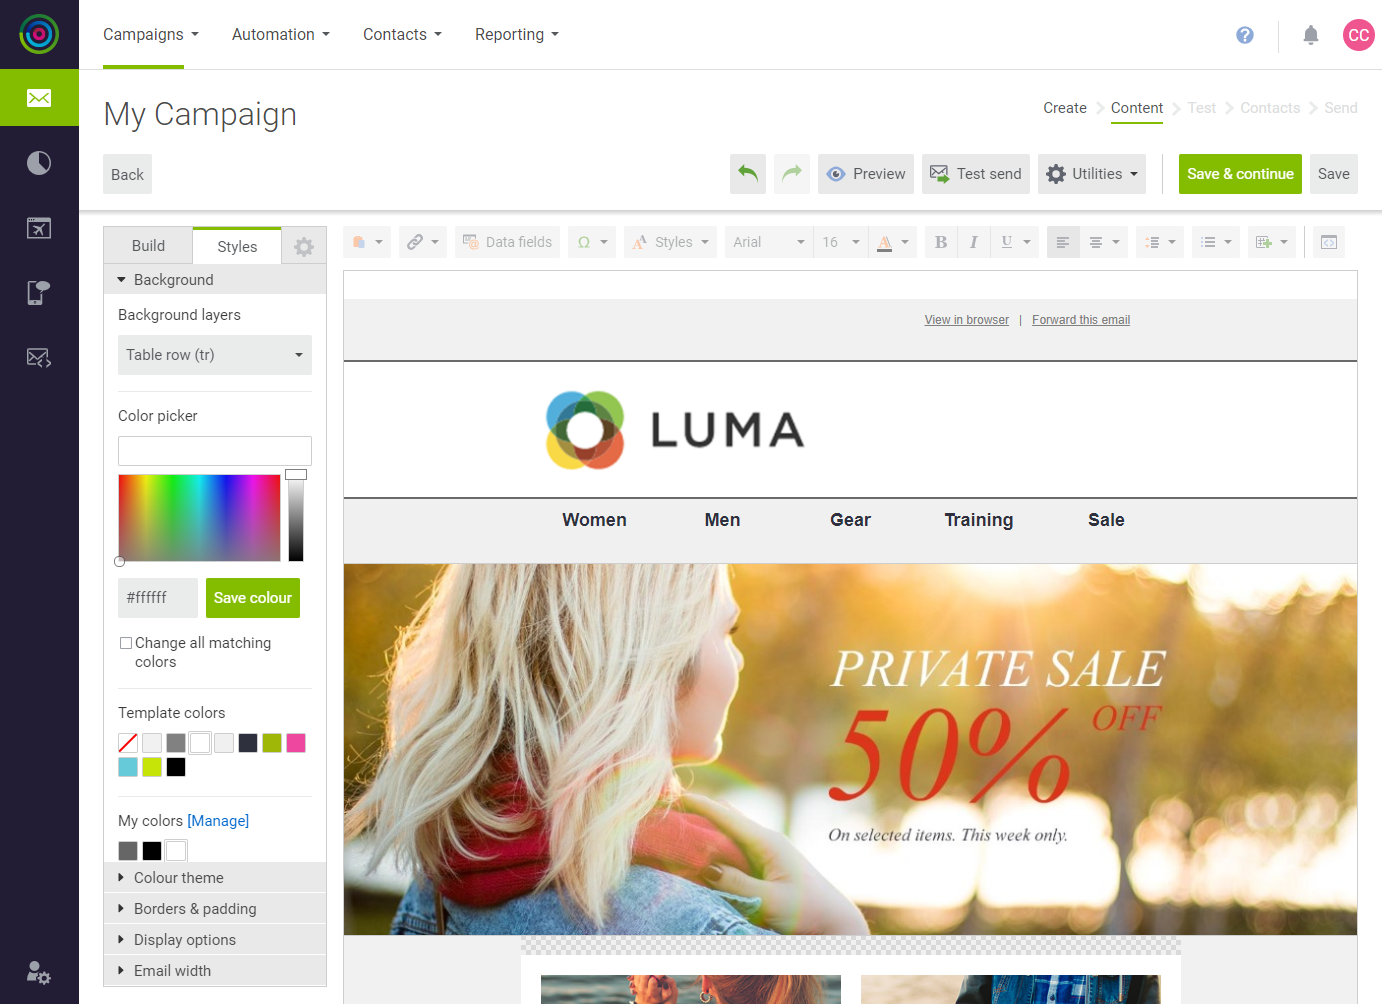 Campaigns Automation Contacts Reporting ? CC
My Campaign
Create Content Test Contacts Send
Back Preview Test send Utilities Save & continue Save
Build Styles
Data fields Ω Styles Arial 16 A B I U
Background
Background layers
Table row (tr)
Color picker
#ffffff Save colour
Change all matching
colors
Template colors
My colors [Manage]
Colour theme
Borders & padding
Display options
Email width
View in browser | Forward this email
LUMA
Women Men Gear Training Sale
PRIVATE SALE
50% OFF
On selected items. This week only.